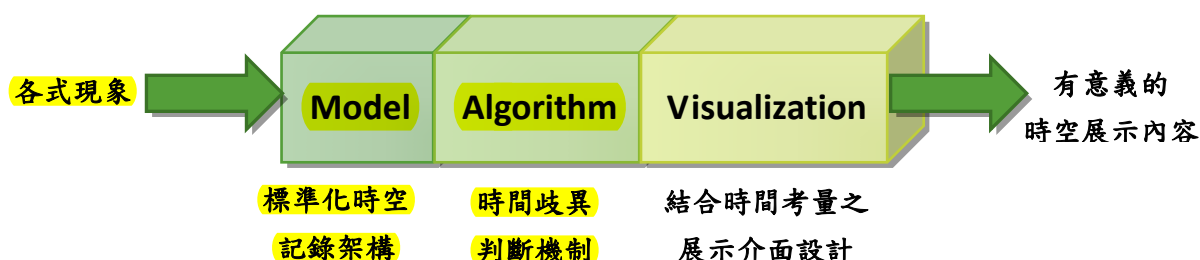 各式現象
Model
Algorithm
Visualization
有意義的
時空展示內容
標準化時空
記錄架構
時間歧異
判斷機制
結合時間考量之
展示介面設計